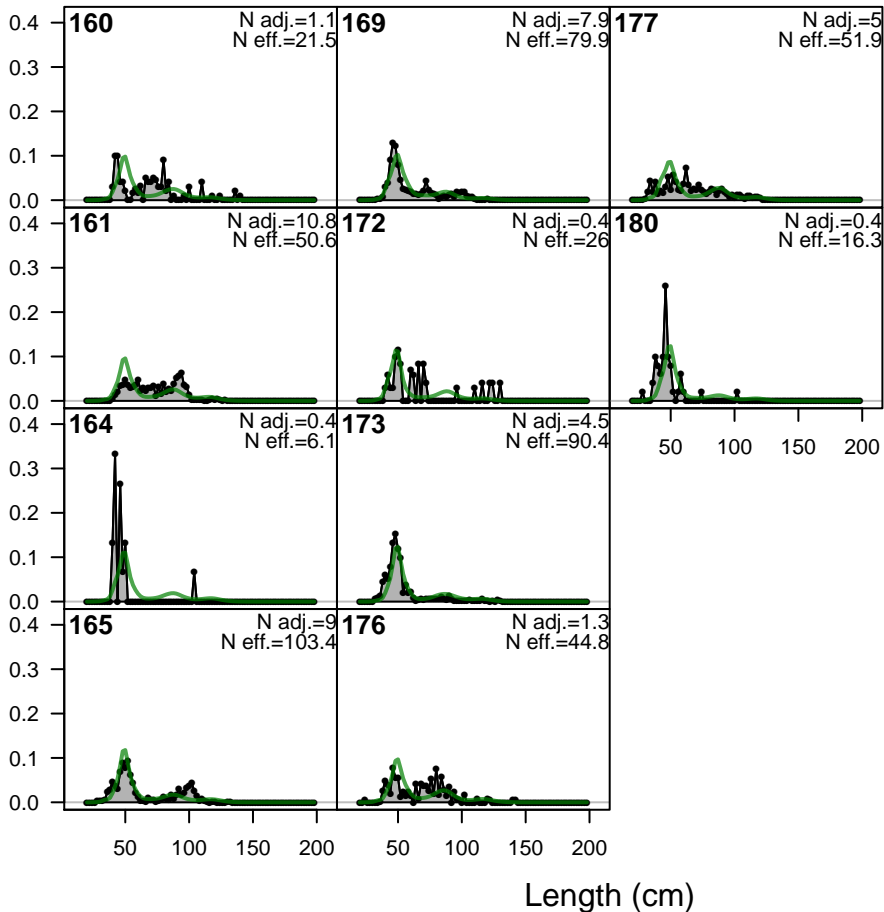 160
N adj.=1.1
N eff.=21.5
169
N adj.=7.9
N eff.=79.9
177
N adj.=5
N eff.=51.9
0.4
0.3
0.2
0.1
0.0
161
N adj.=10.8
N eff.=50.6
172
N adj.=0.4
N eff.=26
180
N adj.=0.4
N eff.=16.3
0.4
0.3
0.2
0.1
0.0
50 100 150 200
164
N adj.=0.4
N eff.=6.1
173
N adj.=4.5
N eff.=90.4
0.4
0.3
0.2
0.1
0.0
165
N adj.=9
N eff.=103.4
176
N adj.=1.3
N eff.=44.8
0.4
0.3
0.2
0.1
0.0
50 100 150 200
50 100 150 200
Length (cm)